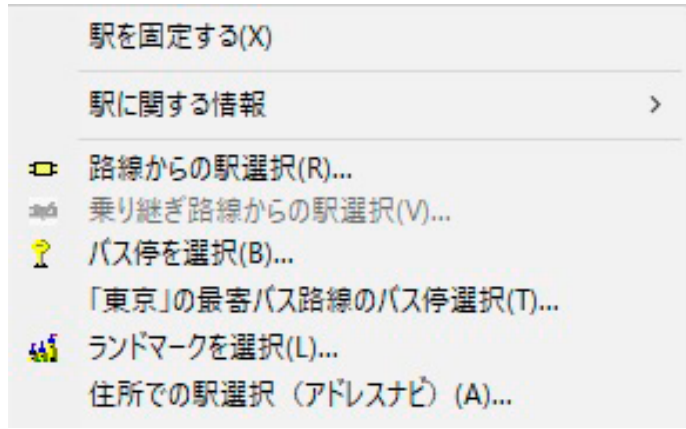 駅を固定する(X)
駅に関する情報
路線からの駅選択(R)...
乗り継ぎ路線からの駅選択(V)...
バス停を選択(B)...
「東京」の最寄バス路線のバス停選択(T)...
ランドマークを選択(L)...
住所での駅選択（アドレスナビ）(A)...